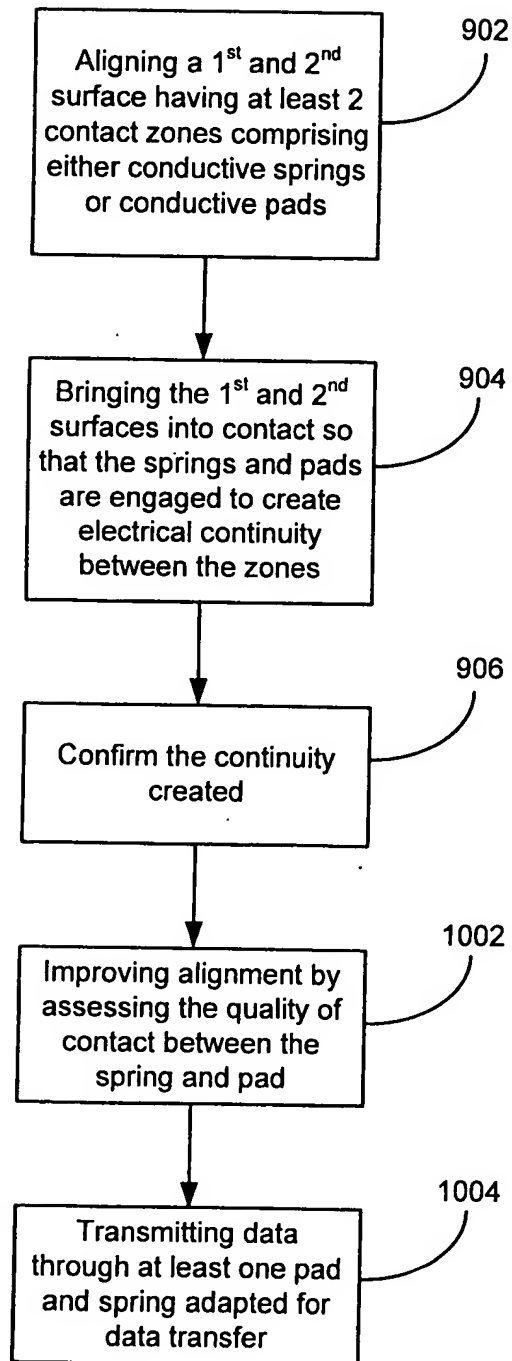 902
Aligning a 1st and 2nd
surface having at least 2
contact zones comprising
either conductive springs
or conductive pads
904
Bringing the 1st and 2nd
surfaces into contact so
that the springs and pads
are engaged to create
electrical continuity
between the zones
906
Confirm the continuity
created
1002
Improving alignment by
assessing the quality of
contact between the
spring and pad
1004
Transmitting data
through at least one pad
and spring adapted for
data transfer